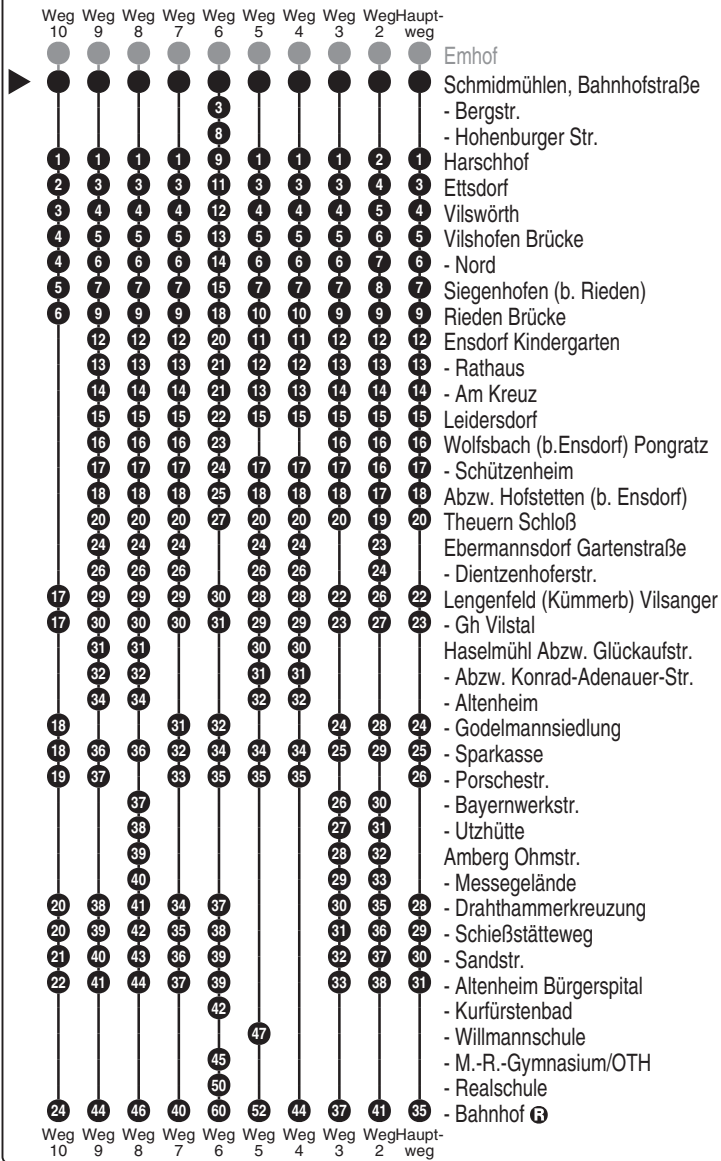 Weg Weg Weg Weg Weg Weg Weg Weg Weg Haupt-
10 9 8 7 6 5 4 3 2 weg
Emhof
Schmidmühlen, Bahnhofstraße
3 - Bergstr.
8 - Hohenburger Str.
1 1 1 1 9 1 1 1 2 1 Harschhof
2 3 3 3 11 3 3 3 4 3 Ettsdorf
3 4 4 4 12 4 4 4 5 4 Vilswörth
4 5 5 5 13 5 5 5 6 5 Vilshofen Brücke
4 6 6 6 14 6 6 6 7 6 - Nord
5 7 7 7 15 7 7 7 8 7 Siegenhofen (b. Rieden)
6 9 9 9 18 10 10 9 9 9 Rieden Brücke
12 12 12 20 11 11 12 12 12 Ensdorf Kindergarten
13 13 13 21 12 12 13 13 13 - Rathaus
14 14 14 21 13 13 14 14 14 - Am Kreuz
15 15 15 22 15 15 15 15 15 Leidersdorf
16 16 16 23 16 16 16 Wolfsbach (b.Ensdorf) Pongratz
17 17 17 24 17 17 17 16 17 - Schützenheim
18 18 18 25 18 18 18 17 18 Abzw. Hofstetten (b. Ensdorf)
20 20 20 27 20 20 20 19 20 Theuern Schloß
24 24 24 24 24 23 Ebermannsdorf Gartenstraße
26 26 26 26 26 24 - Dientzenhoferstr.
17 29 29 29 30 28 28 22 26 22 Lengenfeld (Kümmerb) Vilsanger
17 30 30 30 31 29 29 23 27 23 - Gh Vilstal
31 31 30 30 Haselmühl Abzw. Glückaufstr.
32 32 31 31 - Abzw. Konrad-Adenauer-Str.
34 34 32 32 - Altenheim
18 31 32 24 28 24 - Godelmannsiedlung
18 36 36 32 34 34 34 25 29 25 - Sparkasse
19 37 33 35 35 35 26 - Porschestr.
37 26 30 - Bayernwerkstr.
38 27 31 - Utzhütte
39 28 32 Amberg Ohmstr.
40 29 33 - Messegelände
20 38 41 34 37 30 35 28 - Drahthammerkreuzung
20 39 42 35 38 31 36 29 - Schießstätteweg
21 40 43 36 39 32 37 30 - Sandstr.
22 41 44 37 39 33 38 31 - Altenheim Bürgerspital
42 - Kurfürstenbad
47 - Willmannschule
45 - M.-R.-Gymnasium/OTH
50 - Realschule
24 44 46 40 60 52 44 37 41 35 - Bahnhof R
Weg Weg Weg Weg Weg Weg Weg Weg Weg Haupt-
10 9 8 7 6 5 4 3 2 weg